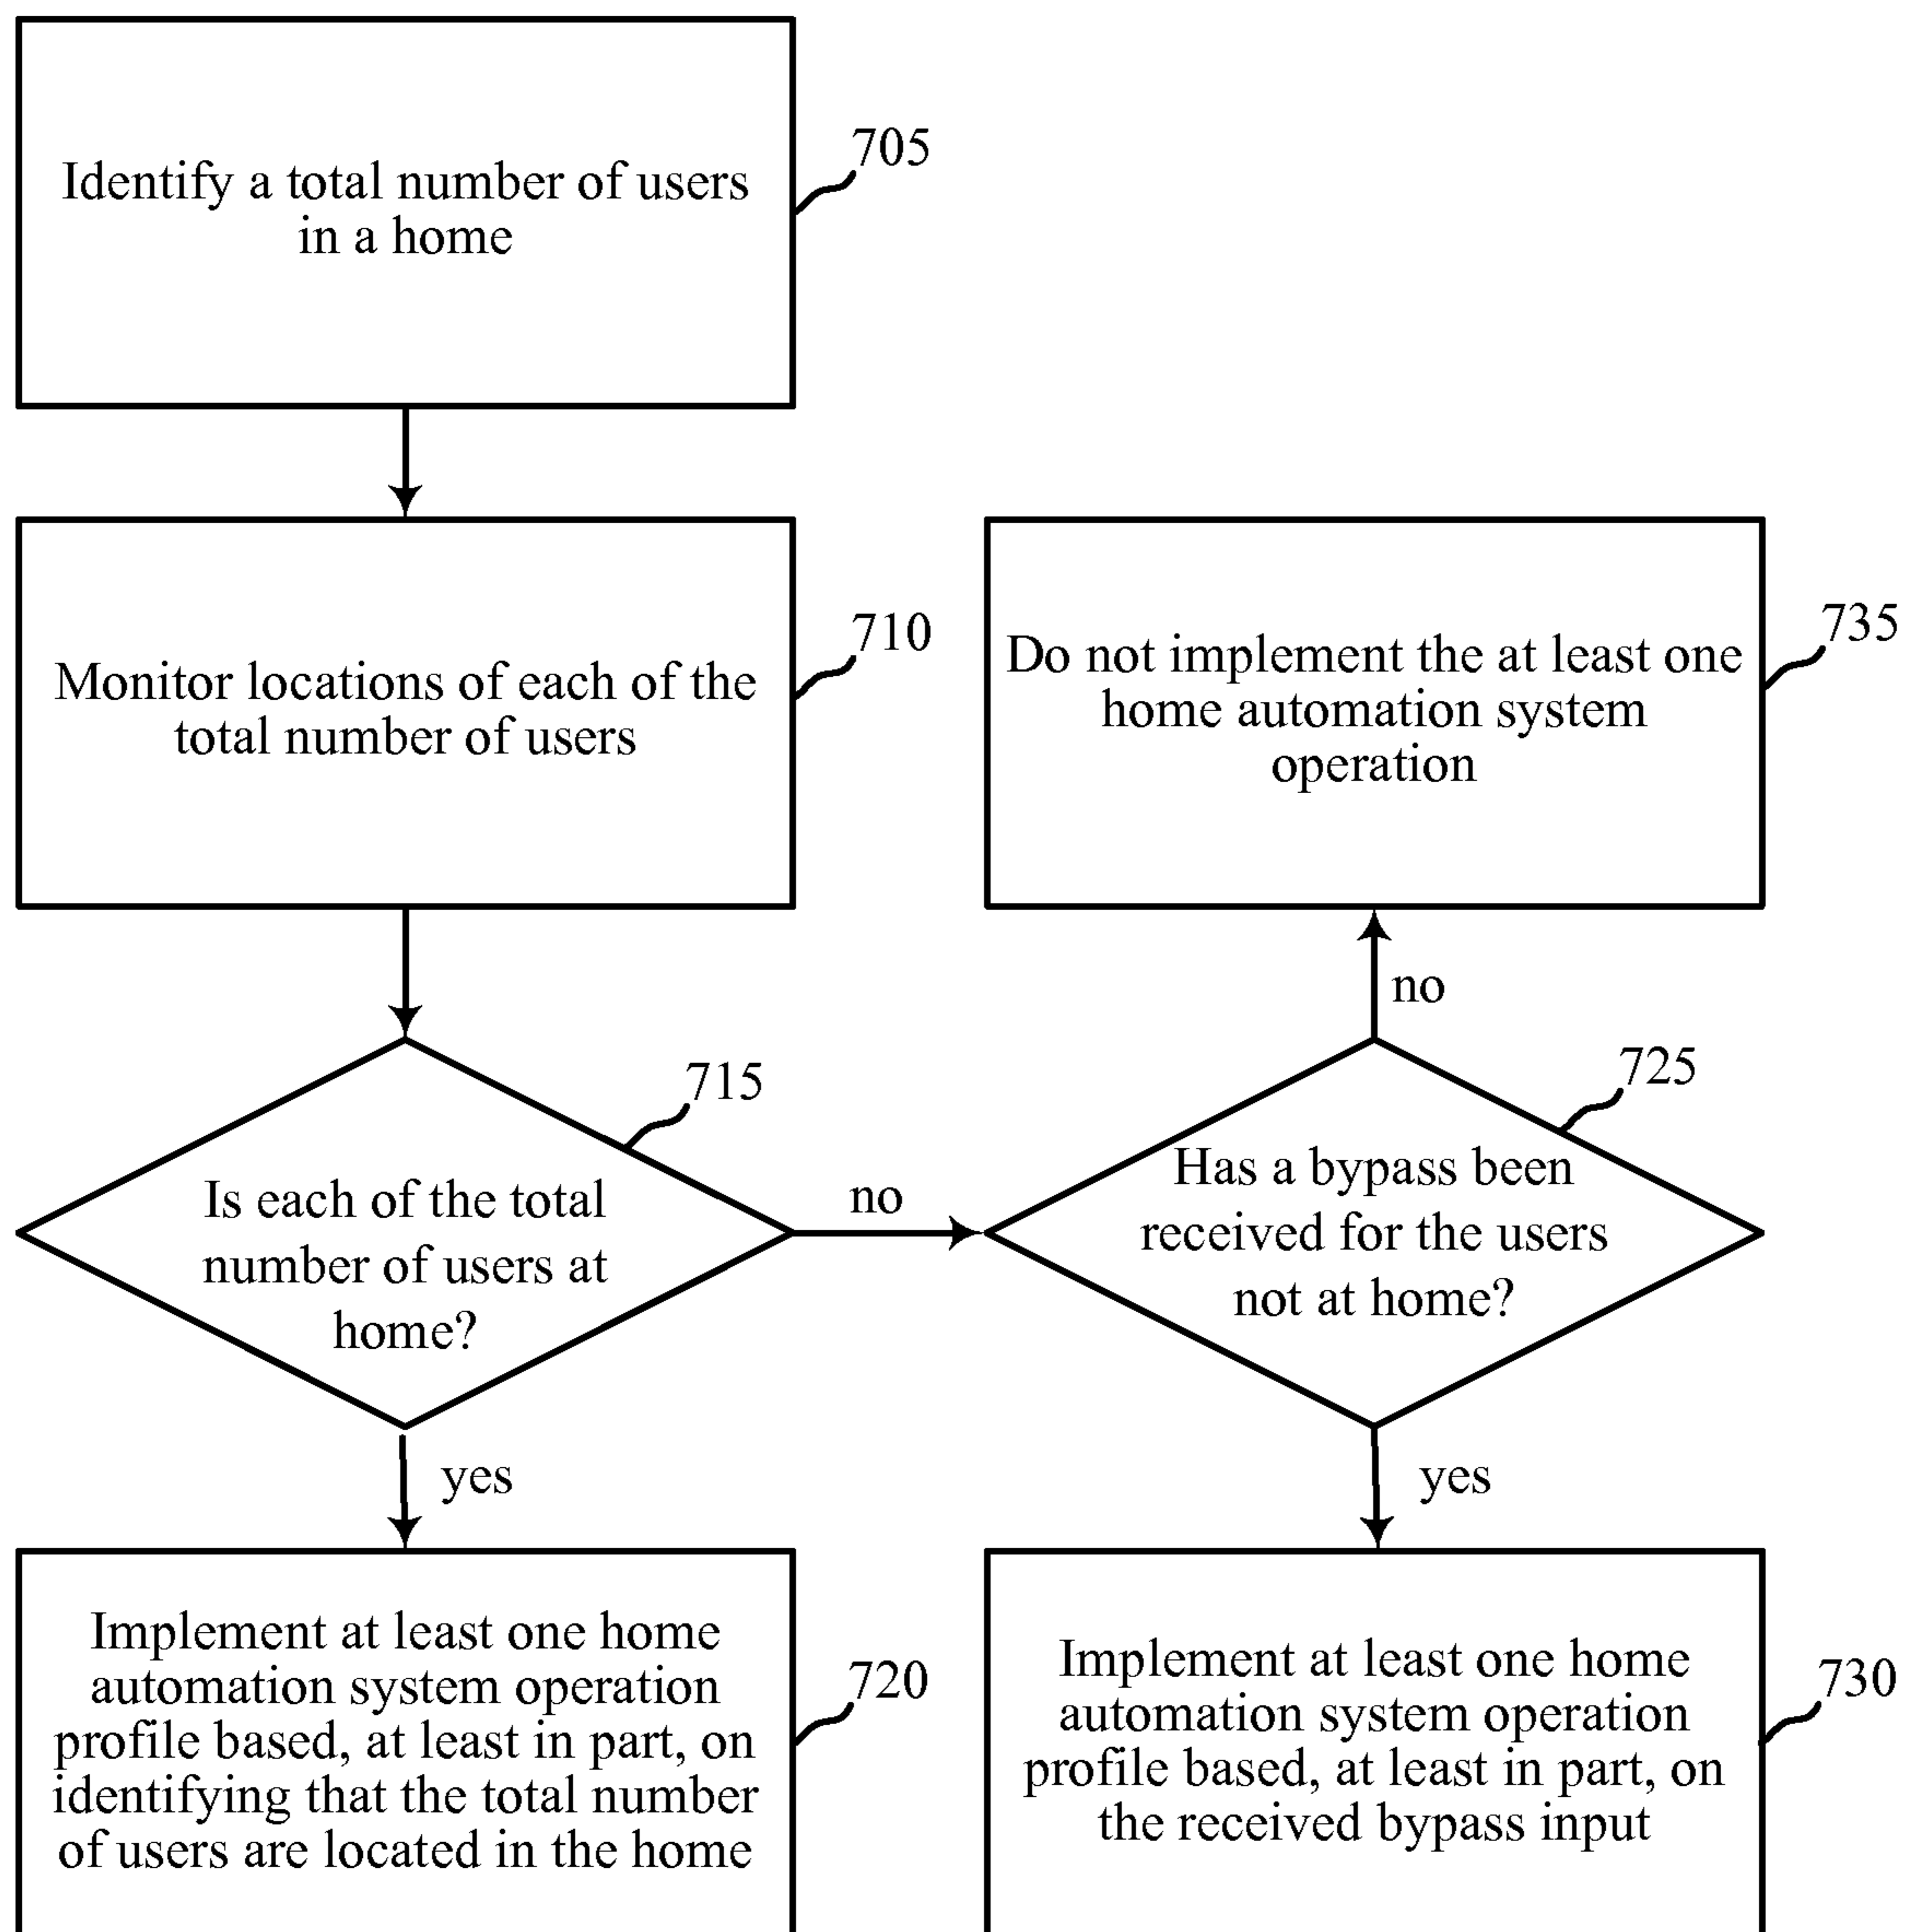 Identify a total number of users
in a home
705
Monitor locations of each of the
total number of users
710
Is each of the total
number of users at
home?
715
no
yes
Implement at least one home
automation system operation
profile based, at least in part, on
identifying that the total number
of users are located in the home
720
Has a bypass been
received for the users
not at home?
725
no
yes
Do not implement the at least one
home automation system
operation
735
Implement at least one home
automation system operation
profile based, at least in part, on
the received bypass input
730